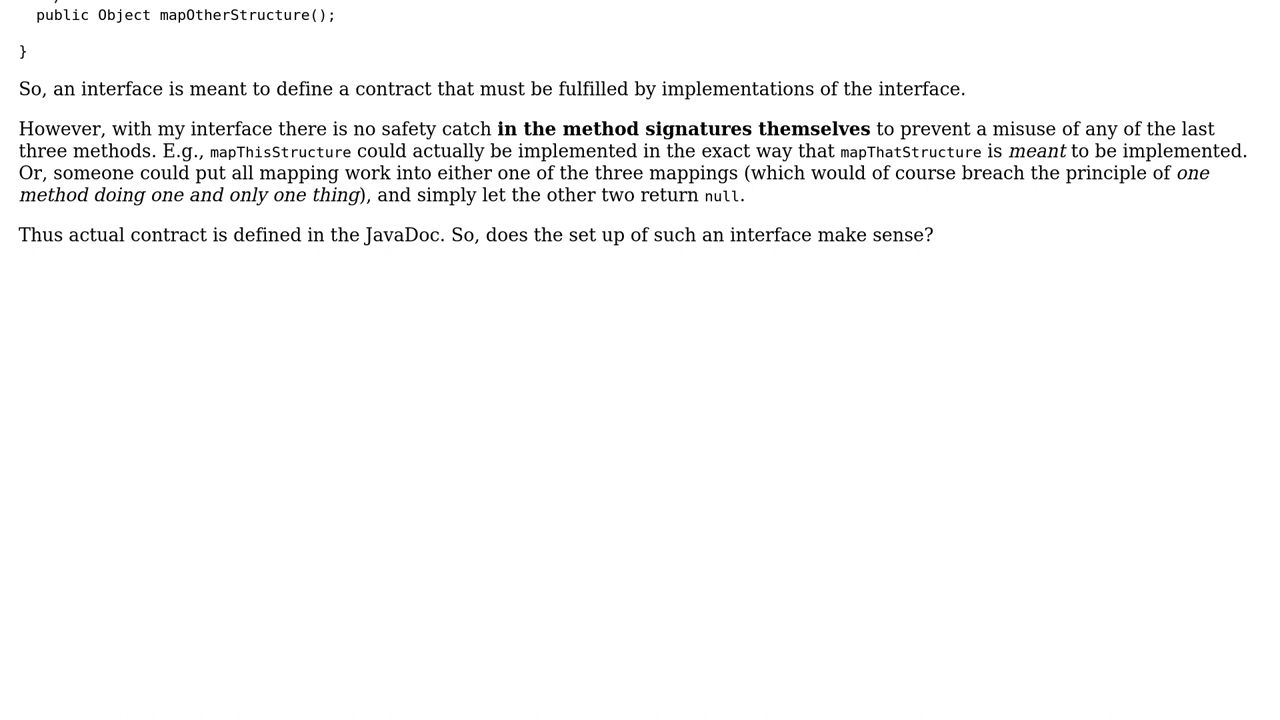 public Object mapOtherStructure();
}
So, an interface is meant to define a contract that must be fulfilled by implementations of the interface.
However, with my interface there is no safety catch in the method signatures themselves to prevent a misuse of any of the last
three methods. E.g., mapThisStructure could actually be implemented in the exact way that mapThatStructure is meant to be implemented.
Or, someone could put all mapping work into either one of the three mappings (which would of course breach the principle of one
method doing one and only one thing), and simply let the other two return null.
Thus actual contract is defined in the JavaDoc. So, does the set up of such an interface make sense?